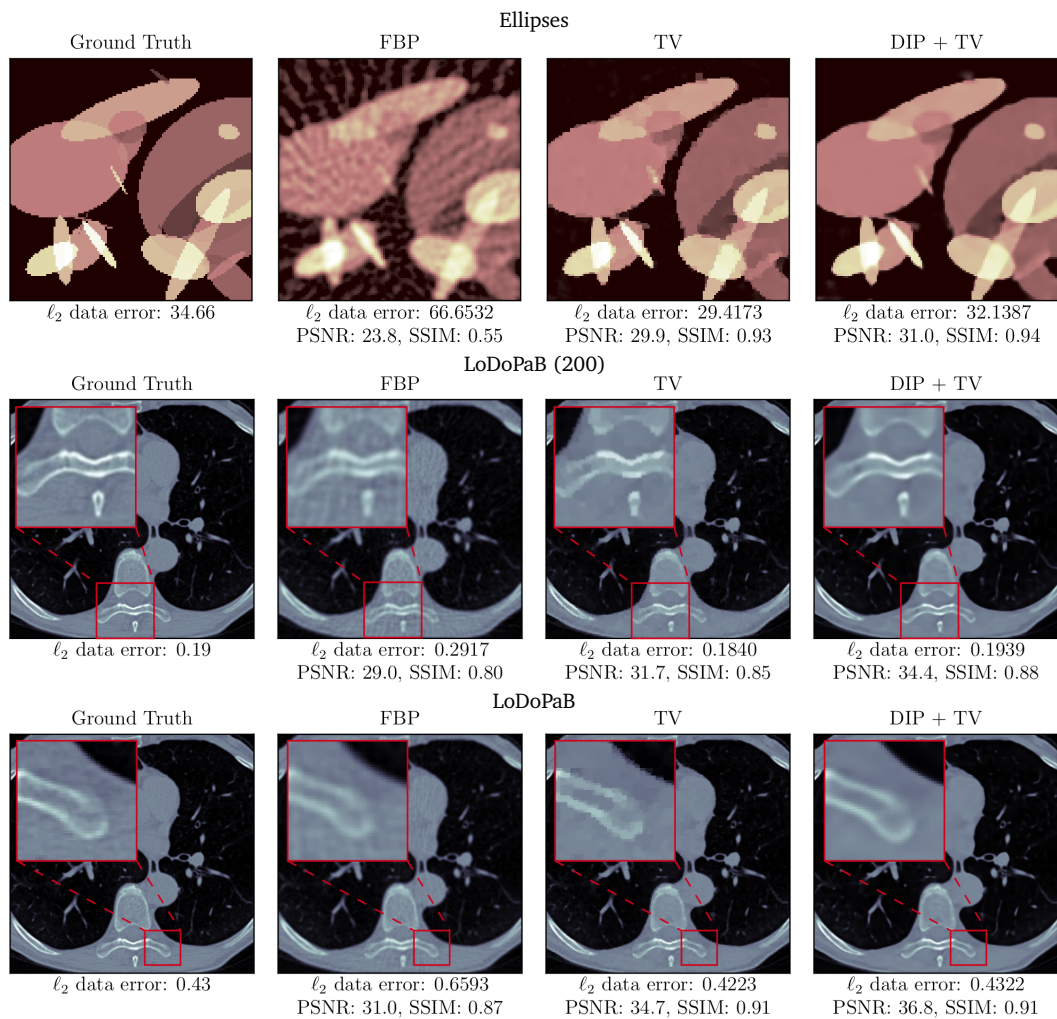 Ellipses
Ground Truth
FBP
TV
DIP + TV
ℓ₂ data error: 34.66
ℓ₂ data error: 66.6532
PSNR: 23.8, SSIM: 0.55
ℓ₂ data error: 29.4173
PSNR: 29.9, SSIM: 0.93
ℓ₂ data error: 32.1387
PSNR: 31.0, SSIM: 0.94
LoDoPaB (200)
Ground Truth
FBP
TV
DIP + TV
ℓ₂ data error: 0.19
ℓ₂ data error: 0.2917
PSNR: 29.0, SSIM: 0.80
ℓ₂ data error: 0.1840
PSNR: 31.7, SSIM: 0.85
ℓ₂ data error: 0.1939
PSNR: 34.4, SSIM: 0.88
LoDoPaB
Ground Truth
FBP
TV
DIP + TV
ℓ₂ data error: 0.43
ℓ₂ data error: 0.6593
PSNR: 31.0, SSIM: 0.87
ℓ₂ data error: 0.4223
PSNR: 34.7, SSIM: 0.91
ℓ₂ data error: 0.4322
PSNR: 36.8, SSIM: 0.91